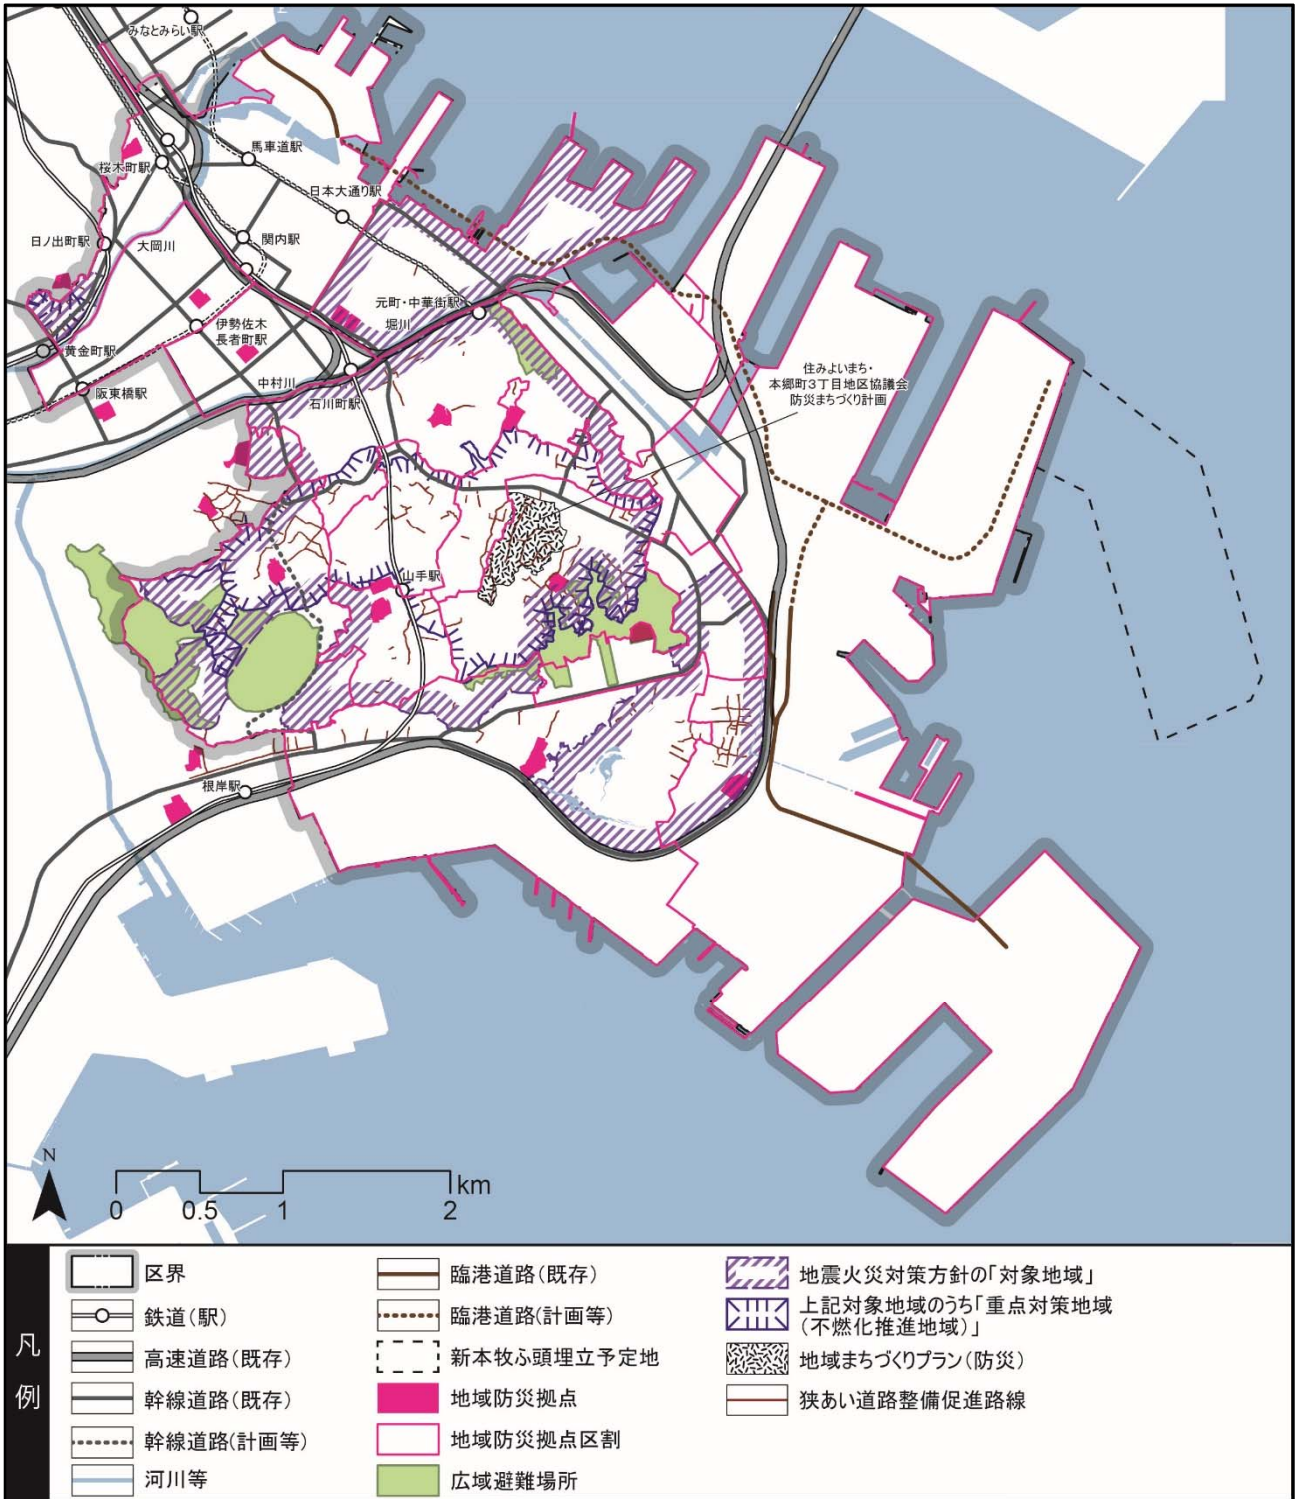 みなとみらい駅
馬車道駅
桜木町駅
日本大通り駅
日ノ出町駅
大岡川
関内駅
元町・中華街駅
堀川
伊勢佐木
長者町駅
黄金町駅
中村川
阪東橋駅
石川町駅
住みよいまち・
本郷町3丁目地区協議会
防災まちづくり計画
山手駅
根岸駅
N
km
0 0.5 1 2
凡例
区界
鉄道(駅)
高速道路(既存)
幹線道路(既存)
幹線道路(計画等)
河川等
臨港道路(既存)
臨港道路(計画等)
新本牧ふ頭埋立予定地
地域防災拠点
地域防災拠点区割
広域避難場所
地震火災対策方針の「対象地域」
上記対象地域のうち「重点対策地域
(不燃化推進地域)」
地域まちづくりプラン(防災)
狭あい道路整備促進路線